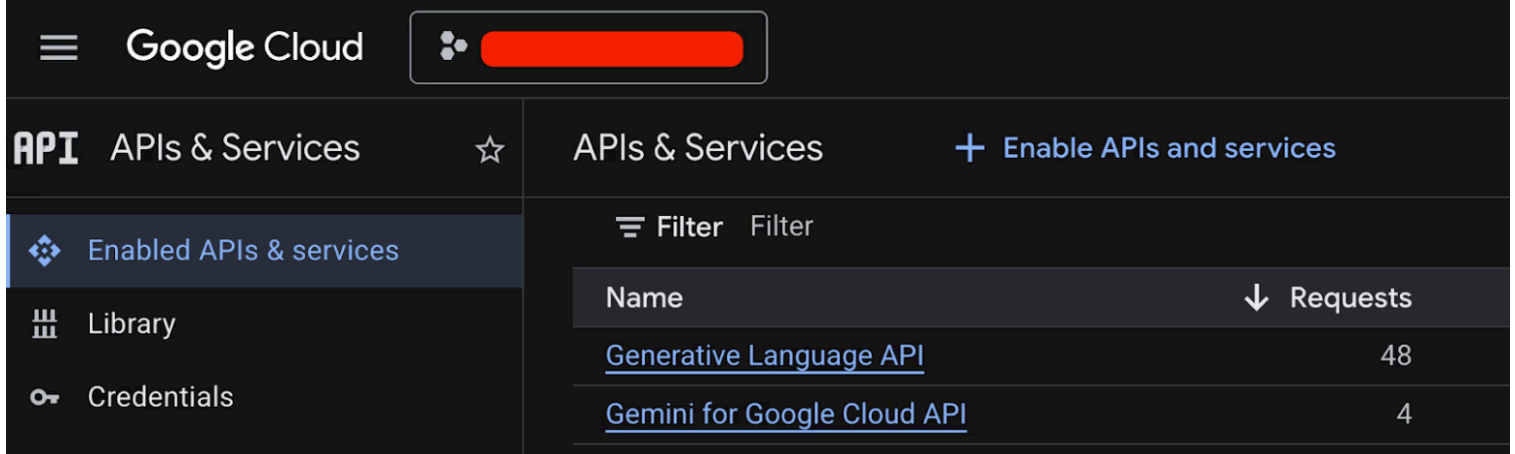 Google Cloud
API APIs & Services
Enabled APIs & services
Library
Credentials
APIs & Services
Enable APIs and services
Filter Filter
Name Requests
Generative Language API 48
Gemini for Google Cloud API 4